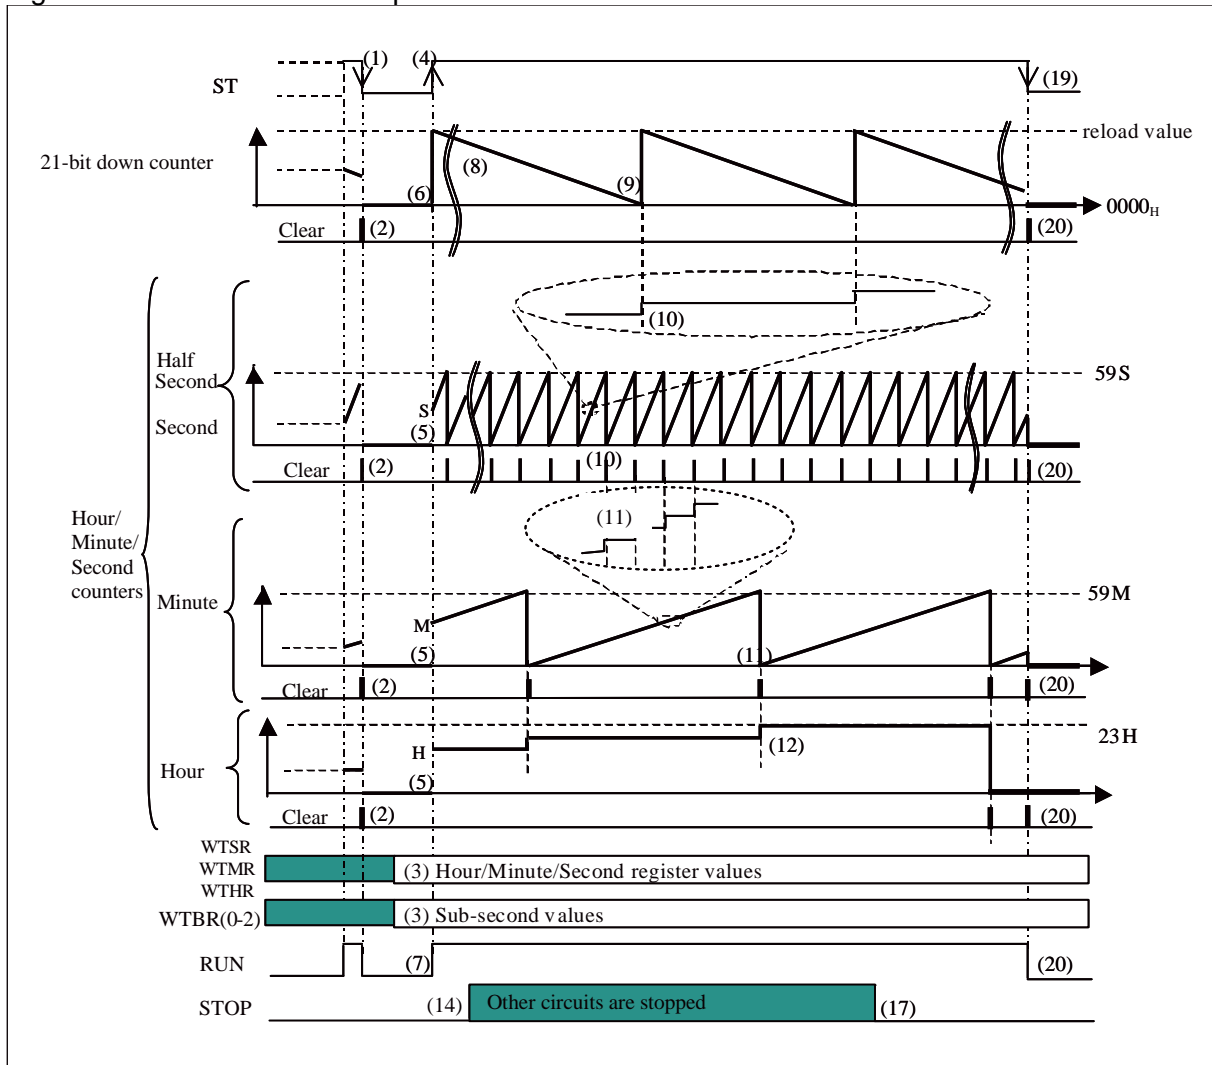 ST
(1)
(4)
(19)
reload value
21-bit down counter
(8)
(6)
(9)
0000H
Clear
(2)
(20)
(10)
Half
Second
59S
S
Second
(5)
(10)
Clear
(2)
(20)
Hour/
Minute/
Second
counters
(11)
Minute
59M
M
(5)
(11)
Clear
(2)
(20)
23H
H
(12)
Hour
(5)
Clear
(2)
(20)
WTSR
WTMR
WTHR
(3) Hour/Minute/Second register values
WTBR(0-2)
(3) Sub-second values
RUN
(7)
(20)
STOP
(14)
Other circuits are stopped
(17)